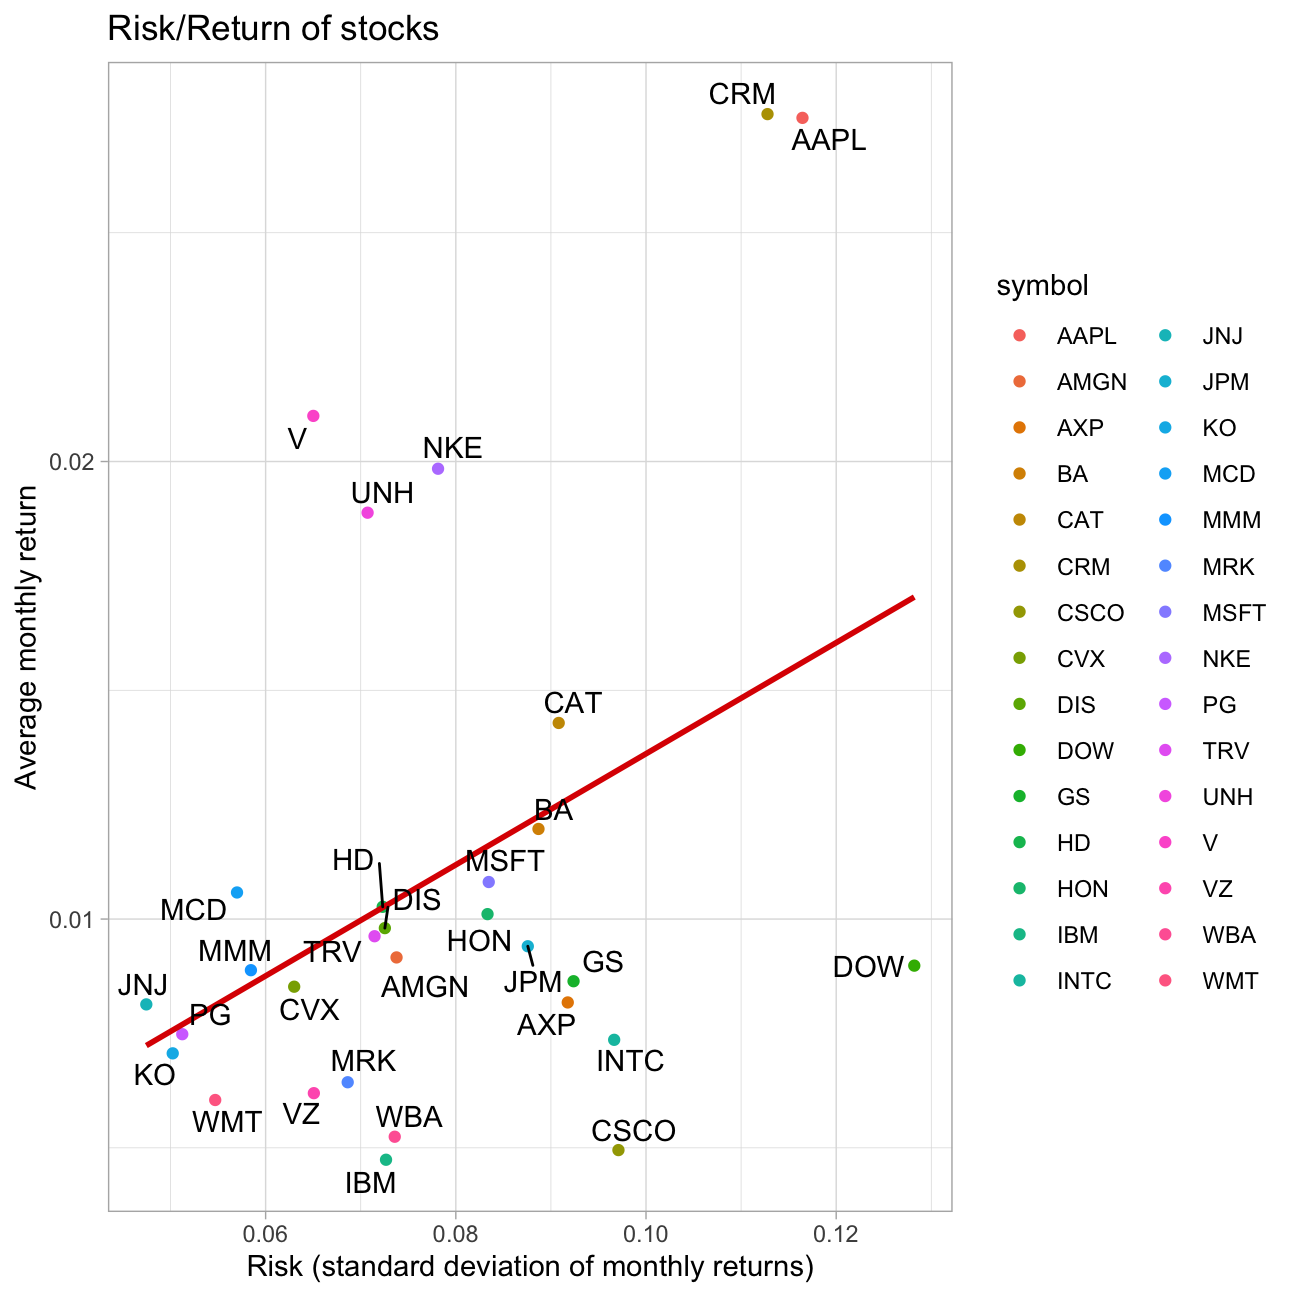 Risk/Return of stocks
CRM
AAPL
V
NKE
UNH
CAT
BA
HD
MSFT
DIS
MCD
TRV
HON
MMM
AMGN
JPM
GS
DOW
JNJ
CVX
PG
AXP
KO
MRK
INTC
WMT
VZ
WBA
CSCO
IBM
0.02
0.01
Average monthly return
0.06 0.08 0.10 0.12
Risk (standard deviation of monthly returns)
symbol
AAPL
AMGN
AXP
BA
CAT
CRM
CSCO
CVX
DIS
DOW
GS
HD
HON
IBM
INTC
JNJ
JPM
KO
MCD
MMM
MRK
MSFT
NKE
PG
TRV
UNH
V
VZ
WBA
WMT